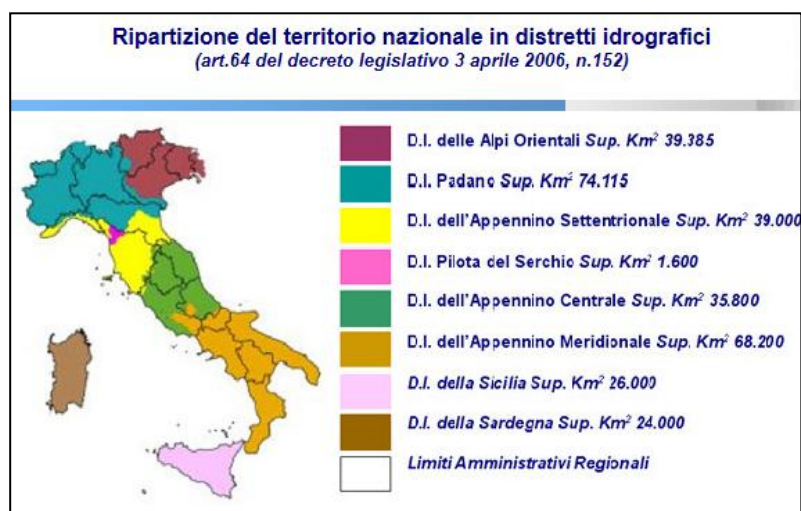 Ripartizione del territorio nazionale in distretti idrografici
(art.64 del decreto legislativo 3 aprile 2006, n.152)
D.I. delle Alpi Orientali Sup. Km² 39.385
D.I. Padano Sup. Km² 74.115
D.I. dell'Appennino Settentrionale Sup. Km² 39.000
D.I. Pilota del Serchio Sup. Km² 1.600
D.I. dell'Appennino Centrale Sup. Km² 35.800
D.I. dell'Appennino Meridionale Sup. Km² 68.200
D.I. della Sicilia Sup. Km² 26.000
D.I. della Sardegna Sup. Km² 24.000
Limiti Amministrativi Regionali